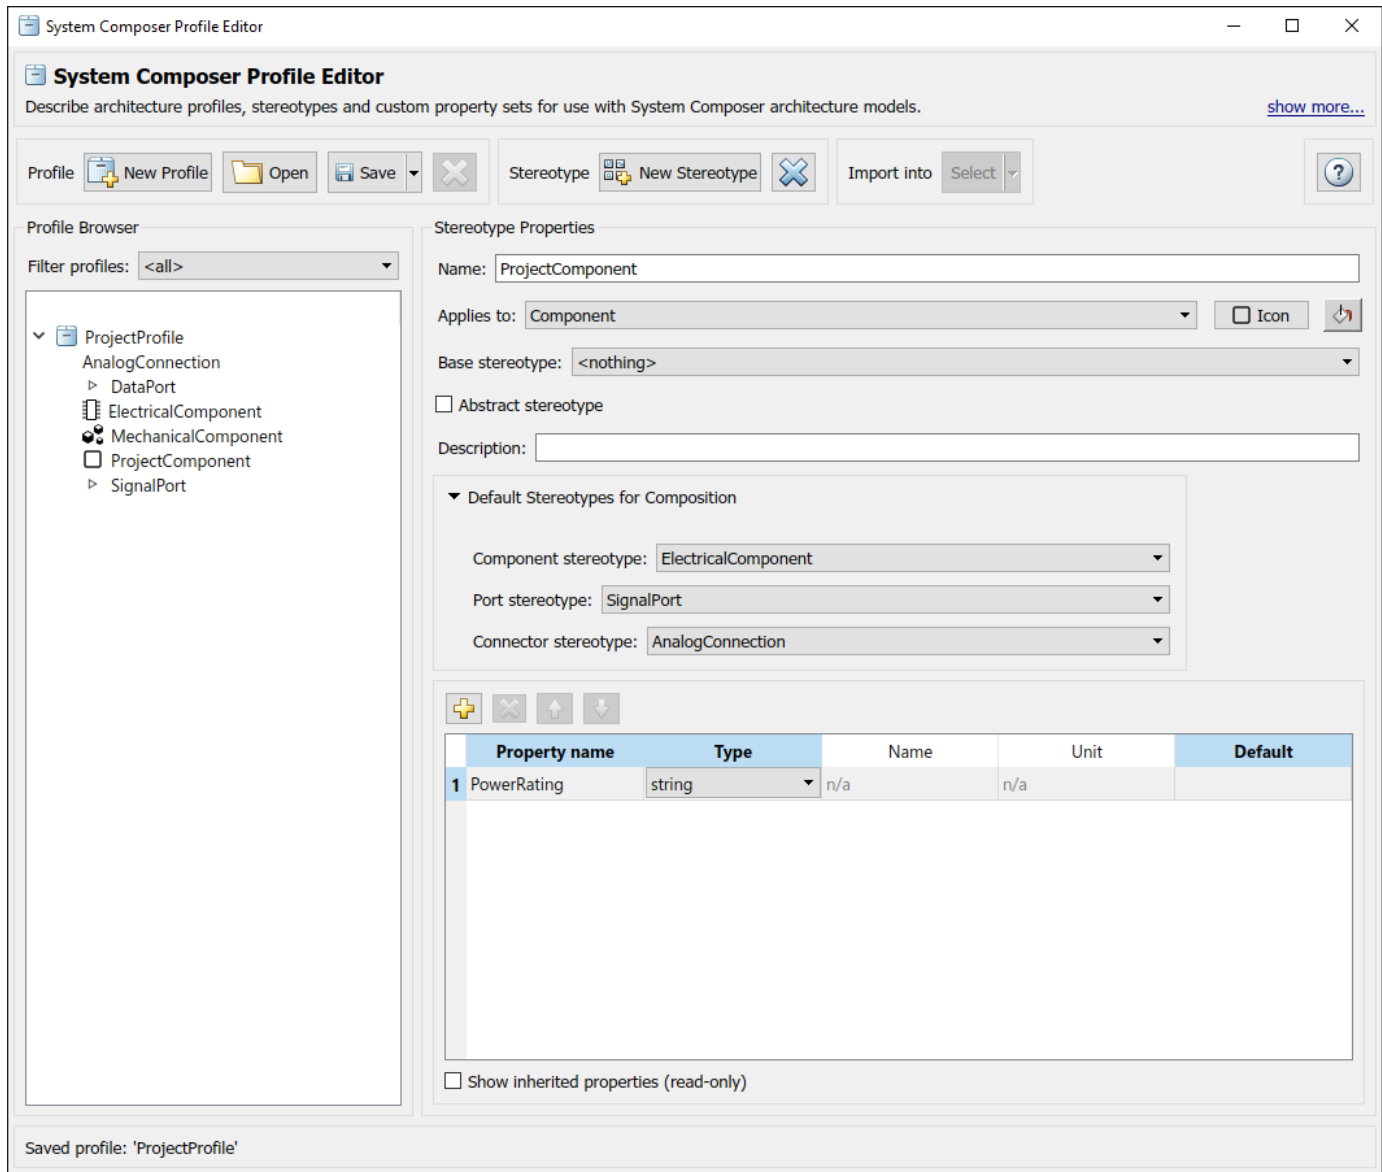 System Composer Profile Editor
System Composer Profile Editor
Describe architecture profiles, stereotypes and custom property sets for use with System Composer architecture models.
show more...
Profile New Profile Open Save Stereotype New Stereotype Import into Select ?
Profile Browser
Filter profiles: <all>
ProjectProfile
AnalogConnection
DataPort
ElectricalComponent
MechanicalComponent
ProjectComponent
SignalPort
Stereotype Properties
Name: ProjectComponent
Applies to: Component Icon
Base stereotype: <nothing>
Abstract stereotype
Description:
Default Stereotypes for Composition
Component stereotype: ElectricalComponent
Port stereotype: SignalPort
Connector stereotype: AnalogConnection
Property name Type Name Unit Default
1 PowerRating string n/a n/a
Show inherited properties (read-only)
Saved profile: 'ProjectProfile'